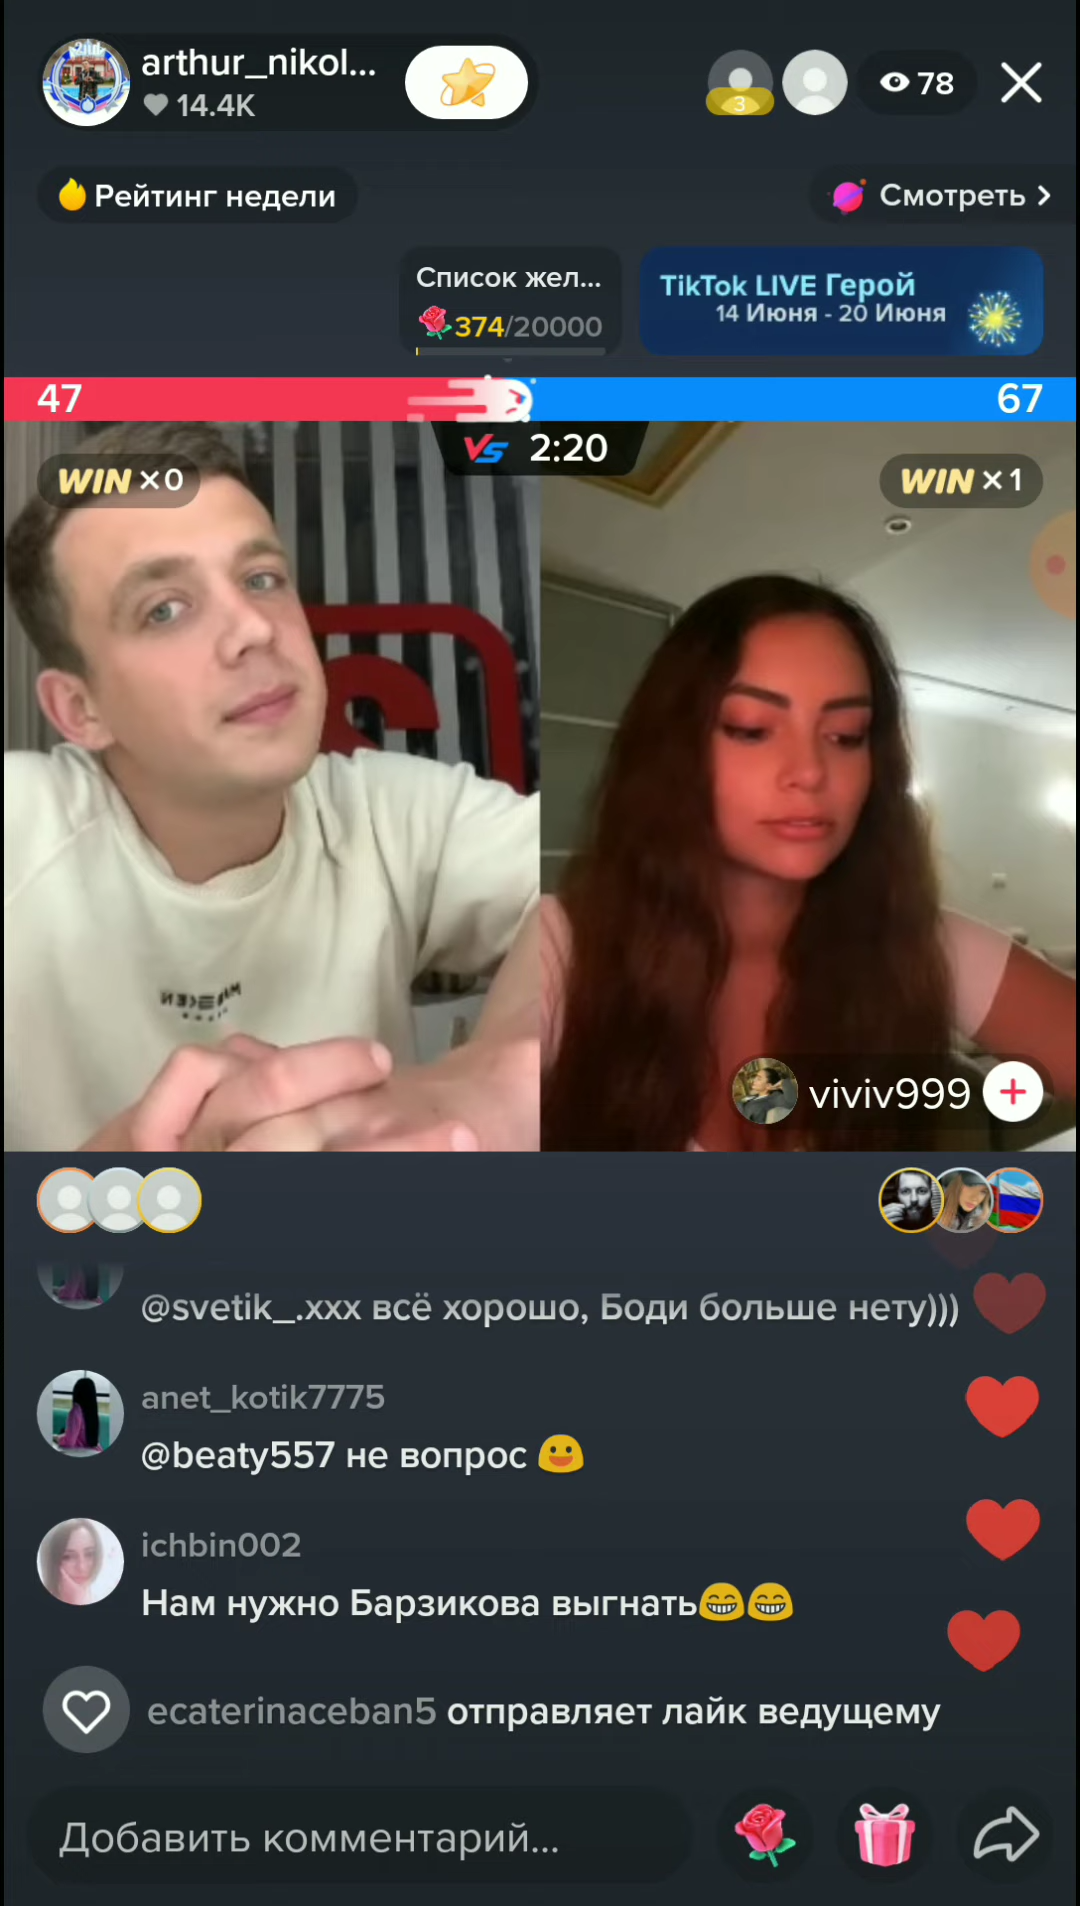 arthur_nikol...
14.4K
3
78
Рейтинг недели
Смотреть
Список жел...
374/20000
TikTok LIVE Герой
14 Июня - 20 Июня
47
67
VS 2:20
WIN ×0
WIN ×1
viviv999
@svetik_.xxx всё хорошо, Боди больше нету)))
anet_kotik7775
@beaty557 не вопрос 😃
ichbin002
Нам нужно Барзикова выгнать😁😁
ecaterinaceban5 отправляет лайк ведущему
Добавить комментарий...